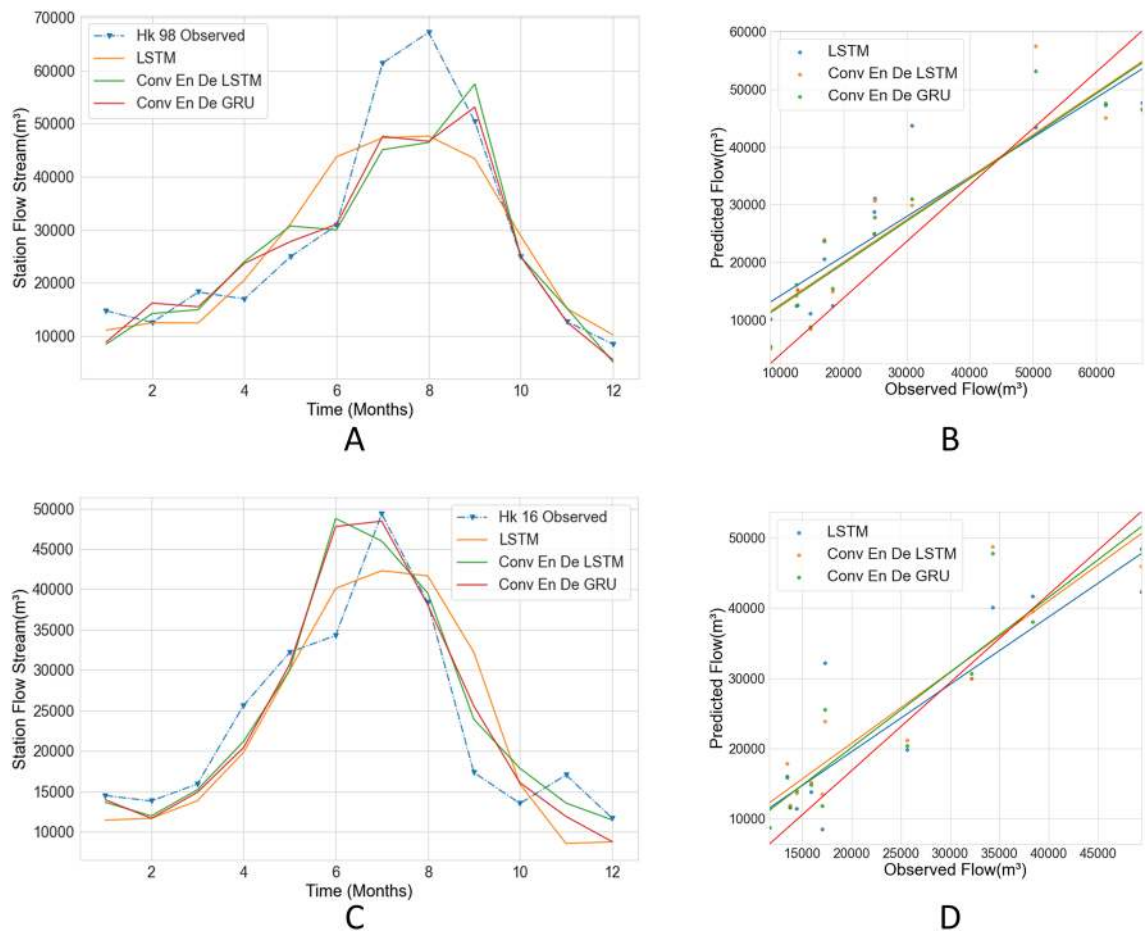 70000
60000
50000
40000
30000
20000
10000
Station Flow Stream(m³)
Hk 98 Observed
LSTM
Conv En De LSTM
Conv En De GRU
2 4 6 8 10 12
Time (Months)
A
60000
50000
40000
30000
20000
10000
Predicted Flow(m³)
LSTM
Conv En De LSTM
Conv En De GRU
10000 20000 30000 40000 50000 60000
Observed Flow(m³)
B
50000
45000
40000
35000
30000
25000
20000
15000
10000
Station Flow Stream(m³)
Hk 16 Observed
LSTM
Conv En De LSTM
Conv En De GRU
2 4 6 8 10 12
Time (Months)
C
50000
40000
30000
20000
10000
Predicted Flow(m³)
LSTM
Conv En De LSTM
Conv En De GRU
15000 20000 25000 30000 35000 40000 45000
Observed Flow(m³)
D